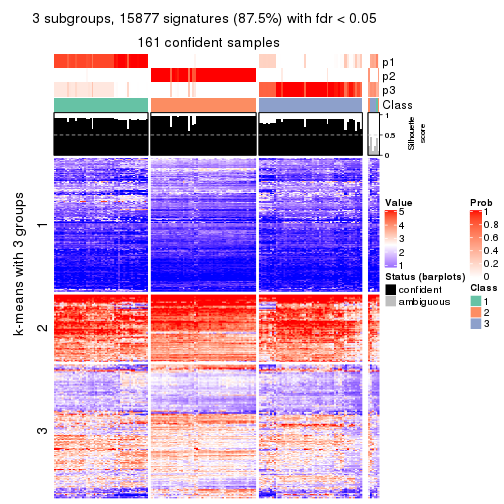 3 subgroups, 15877 signatures (87.5%) with fdr < 0.05
161 confident samples
p1
p2
p3
Class
1
0.5
0
Silhouette
score
k-means with 3 groups
1
2
3
Value
5
4
3
2
1
Status (barplots)
confident
ambiguous
Prob
1
0.8
0.6
0.4
0.2
0
Class
1
2
3